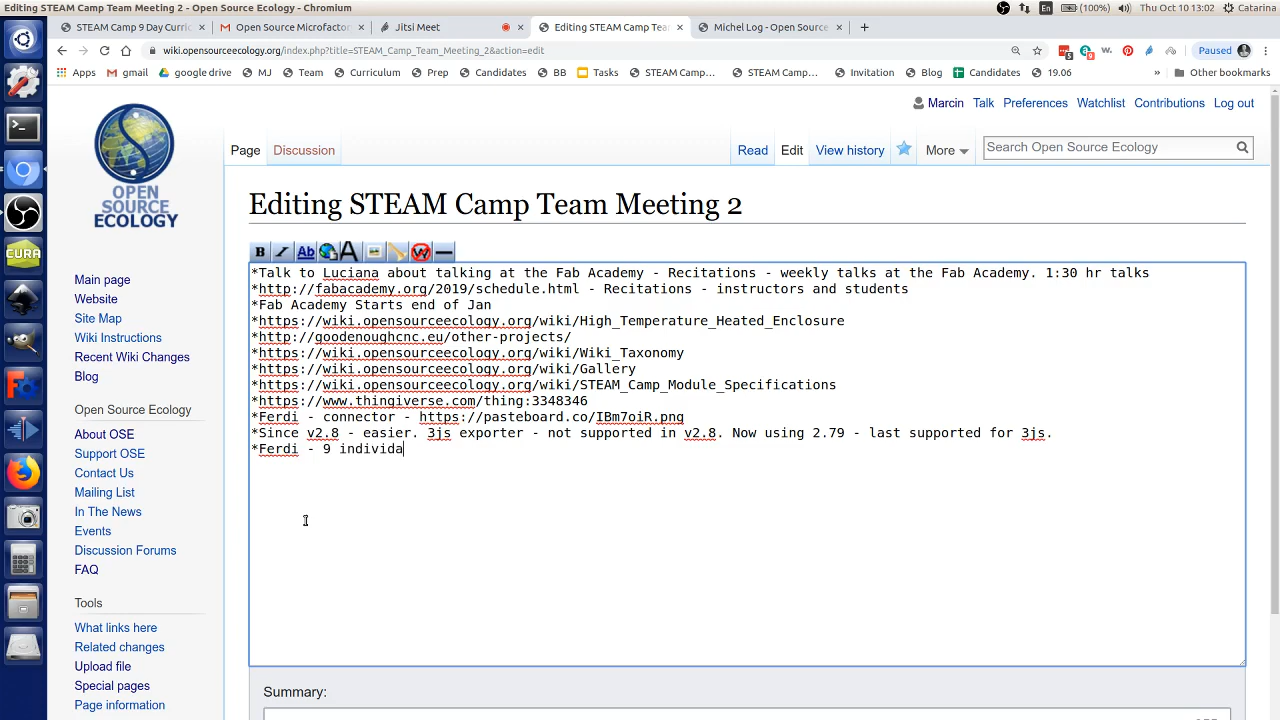 Editing STEAM Camp Team Meeting 2 - Open Source Ecology - Chromium
En (100%) Thu Oct 10 13:02 Catarina
STEAM Camp 9 Day Curric
Open Source Microfactor
Jitsi Meet
Editing STEAM Camp Tea
Michel Log - Open Source
wiki.opensourceecology.org/index.php?title=STEAM_Camp_Team_Meeting_2&action=edit
Paused
Apps gmail google drive MJ Team Curriculum Prep Candidates BB Tasks STEAM Camp... STEAM Camp... Invitation Blog Candidates 19.06 » Other bookmarks
Marcin Talk Preferences Watchlist Contributions Log out
Page Discussion Read Edit View history More Search Open Source Ecology
OPEN
SOURCE
ECOLOGY
Editing STEAM Camp Team Meeting 2
B I Ab A W
*Talk to Luciana about talking at the Fab Academy - Recitations - weekly talks at the Fab Academy. 1:30 hr talks
*http://fabacademy.org/2019/schedule.html - Recitations - instructors and students
*Fab Academy Starts end of Jan
*https://wiki.opensourceecology.org/wiki/High_Temperature_Heated_Enclosure
*http://goodenoughcnc.eu/other-projects/
*https://wiki.opensourceecology.org/wiki/Wiki_Taxonomy
*https://wiki.opensourceecology.org/wiki/Gallery
*https://wiki.opensourceecology.org/wiki/STEAM_Camp_Module_Specifications
*https://www.thingiverse.com/thing:3348346
*Ferdi - connector - https://pasteboard.co/IBm7oiR.png
*Since v2.8 - easier. 3js exporter - not supported in v2.8. Now using 2.79 - last supported for 3js.
*Ferdi - 9 individa
Main page
Website
Site Map
Wiki Instructions
Recent Wiki Changes
Blog
Open Source Ecology
About OSE
Support OSE
Contact Us
Mailing List
In The News
Events
Discussion Forums
FAQ
Tools
What links here
Related changes
Upload file
Special pages
Page information
Summary:
CURA